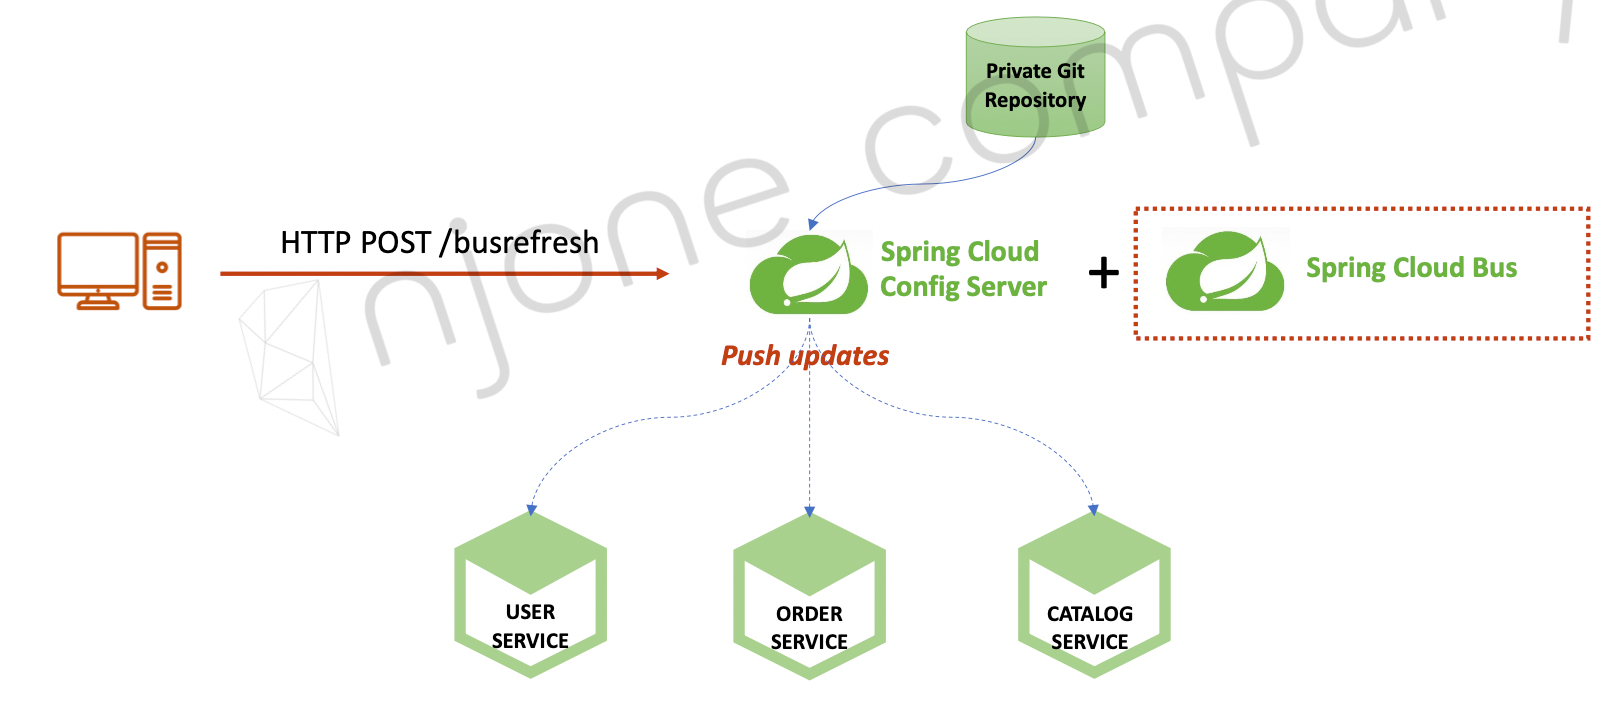 Private Git
Repository
HTTP POST /busrefresh
Spring Cloud
Config Server
+
Spring Cloud Bus
Push updates
USER
SERVICE
ORDER
SERVICE
CATALOG
SERVICE
njone company